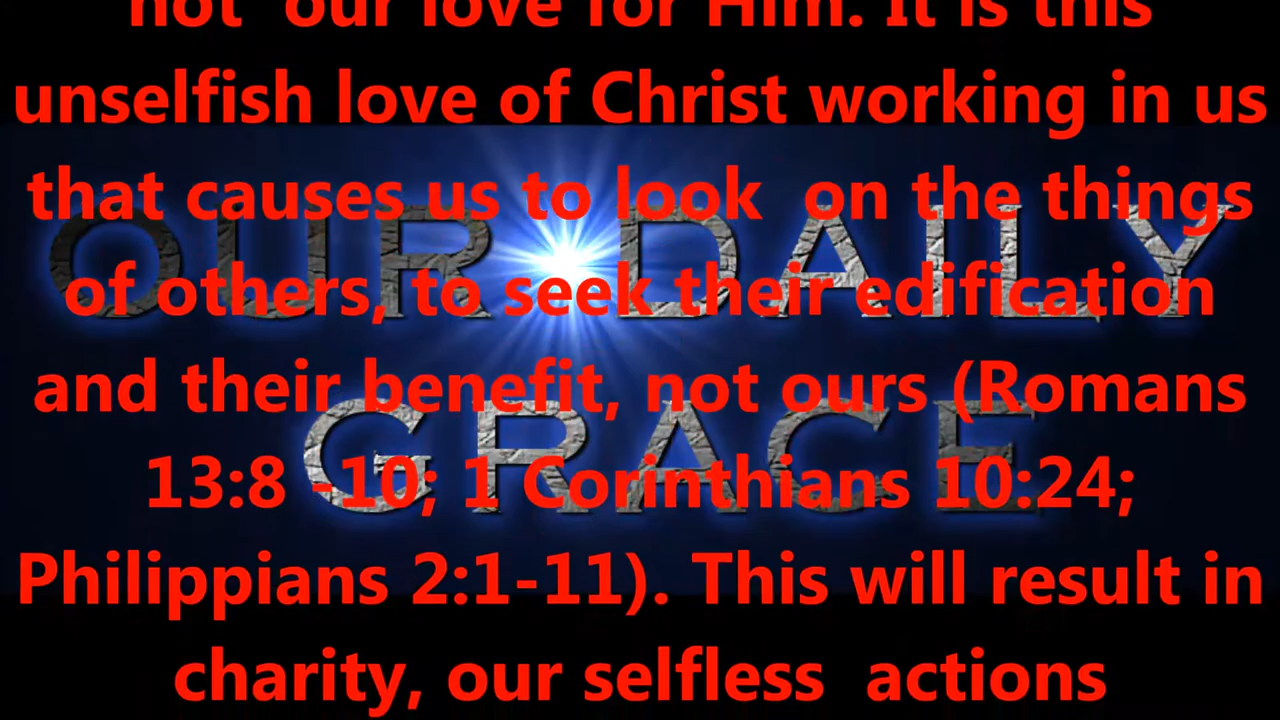 not  our love for Him. It is this
unselfish love of Christ working in us
that causes us to look  on the things
of others, to seek their edification
and their benefit, not ours (Romans
13:8 -10; 1 Corinthians 10:24;
Philippians 2:1-11). This will result in
charity, our selfless  actions
OUR DAILY
GRACE